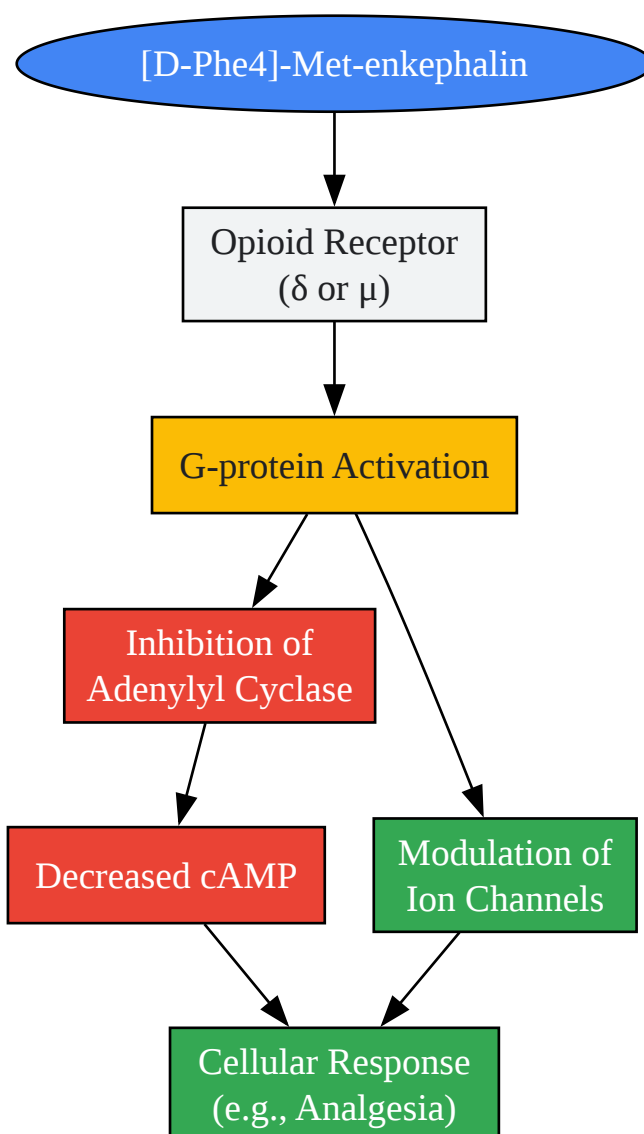 [D-Phe4]-Met-enkephalin
Opioid Receptor
(δ or μ)
G-protein Activation
Inhibition of
Adenylyl Cyclase
Decreased cAMP
Modulation of
Ion Channels
Cellular Response
(e.g., Analgesia)